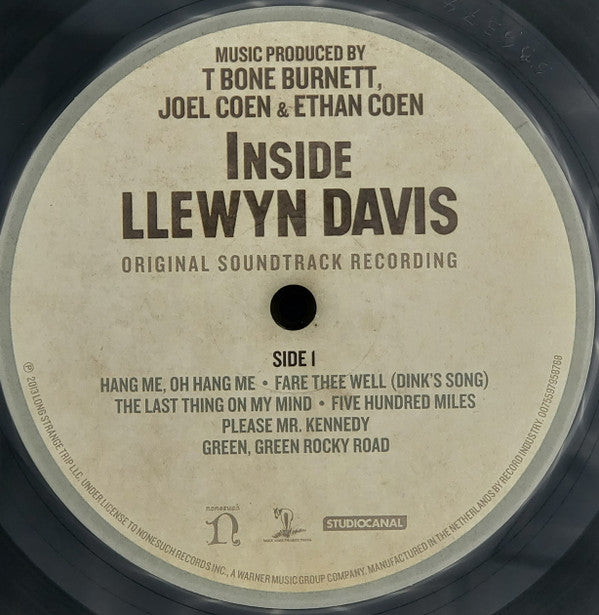 MUSIC PRODUCED BY
T BONE BURNETT,
JOEL COEN & ETHAN COEN
INSIDE
LLEWYN DAVIS
ORIGINAL SOUNDTRACK RECORDING
SIDE 1
HANG ME, OH HANG ME • FARE THEE WELL (DINK'S SONG)
THE LAST THING ON MY MIND • FIVE HUNDRED MILES
PLEASE MR. KENNEDY
GREEN, GREEN ROCKY ROAD
nonesuch
STUDIOCANAL
℗ 2013 LONG STRANGE TRIP LLC. UNDER LICENSE TO NONESUCH RECORDS INC., A WARNER MUSIC GROUP COMPANY. MANUFACTURED IN THE NETHERLANDS BY RECORD INDUSTRY. 0075597958768